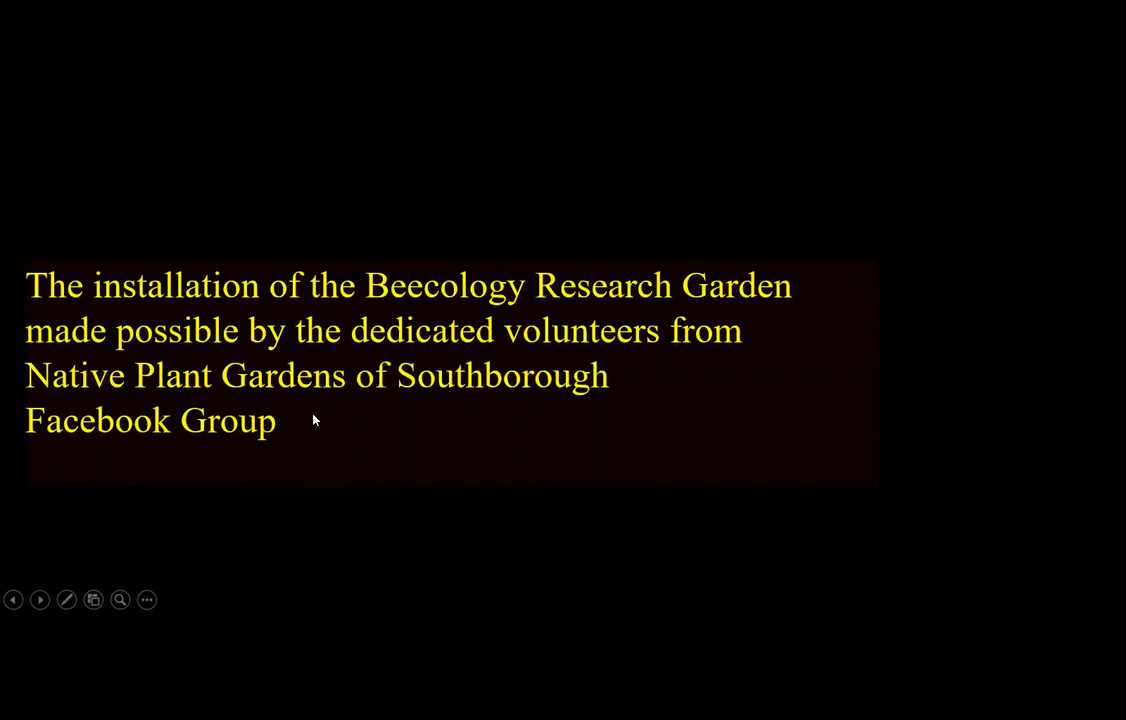 The installation of the Beecology Research Garden
made possible by the dedicated volunteers from
Native Plant Gardens of Southborough
Facebook Group